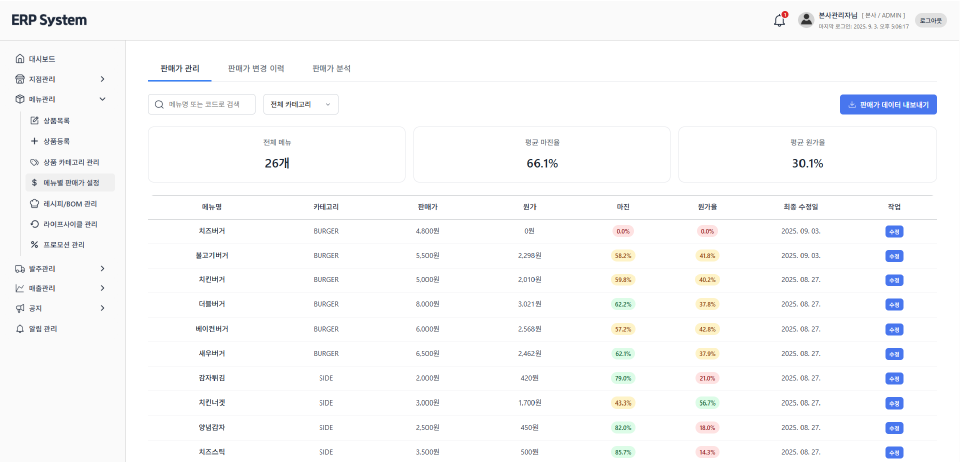 ERP System
1
본사관리자님 [ 본사 / ADMIN ]
마지막 로그인: 2025. 9. 3. 오후 5:06:17
로그아웃
대시보드
지점관리
메뉴관리
상품목록
상품등록
상품 카테고리 관리
메뉴별 판매가 설정
레시피/BOM 관리
라이프사이클 관리
프로모션 관리
발주관리
매출관리
공지
알림 관리
판매가 관리 판매가 변경 이력 판매가 분석
메뉴명 또는 코드로 검색 전체 카테고리 판매가 데이터 내보내기
전체 메뉴 평균 마진율 평균 원가율
26개 66.1% 30.1%
메뉴명 카테고리 판매가 원가 마진 원가율 최종 수정일 작업
치즈버거 BURGER 4,800원 0원 0.0% 0.0% 2025. 09. 03. 수정
불고기버거 BURGER 5,500원 2,298원 58.2% 41.8% 2025. 09. 03. 수정
치킨버거 BURGER 5,000원 2,010원 59.8% 40.2% 2025. 08. 27. 수정
더블버거 BURGER 8,000원 3,021원 62.2% 37.8% 2025. 08. 27. 수정
베이컨버거 BURGER 6,000원 2,568원 57.2% 42.8% 2025. 08. 27. 수정
새우버거 BURGER 6,500원 2,462원 62.1% 37.9% 2025. 08. 27. 수정
감자튀김 SIDE 2,000원 420원 79.0% 21.0% 2025. 08. 27. 수정
치킨너겟 SIDE 3,000원 1,700원 43.3% 56.7% 2025. 08. 27. 수정
양념감자 SIDE 2,500원 450원 82.0% 18.0% 2025. 08. 27. 수정
치즈스틱 SIDE 3,500원 500원 85.7% 14.3% 2025. 08. 27. 수정